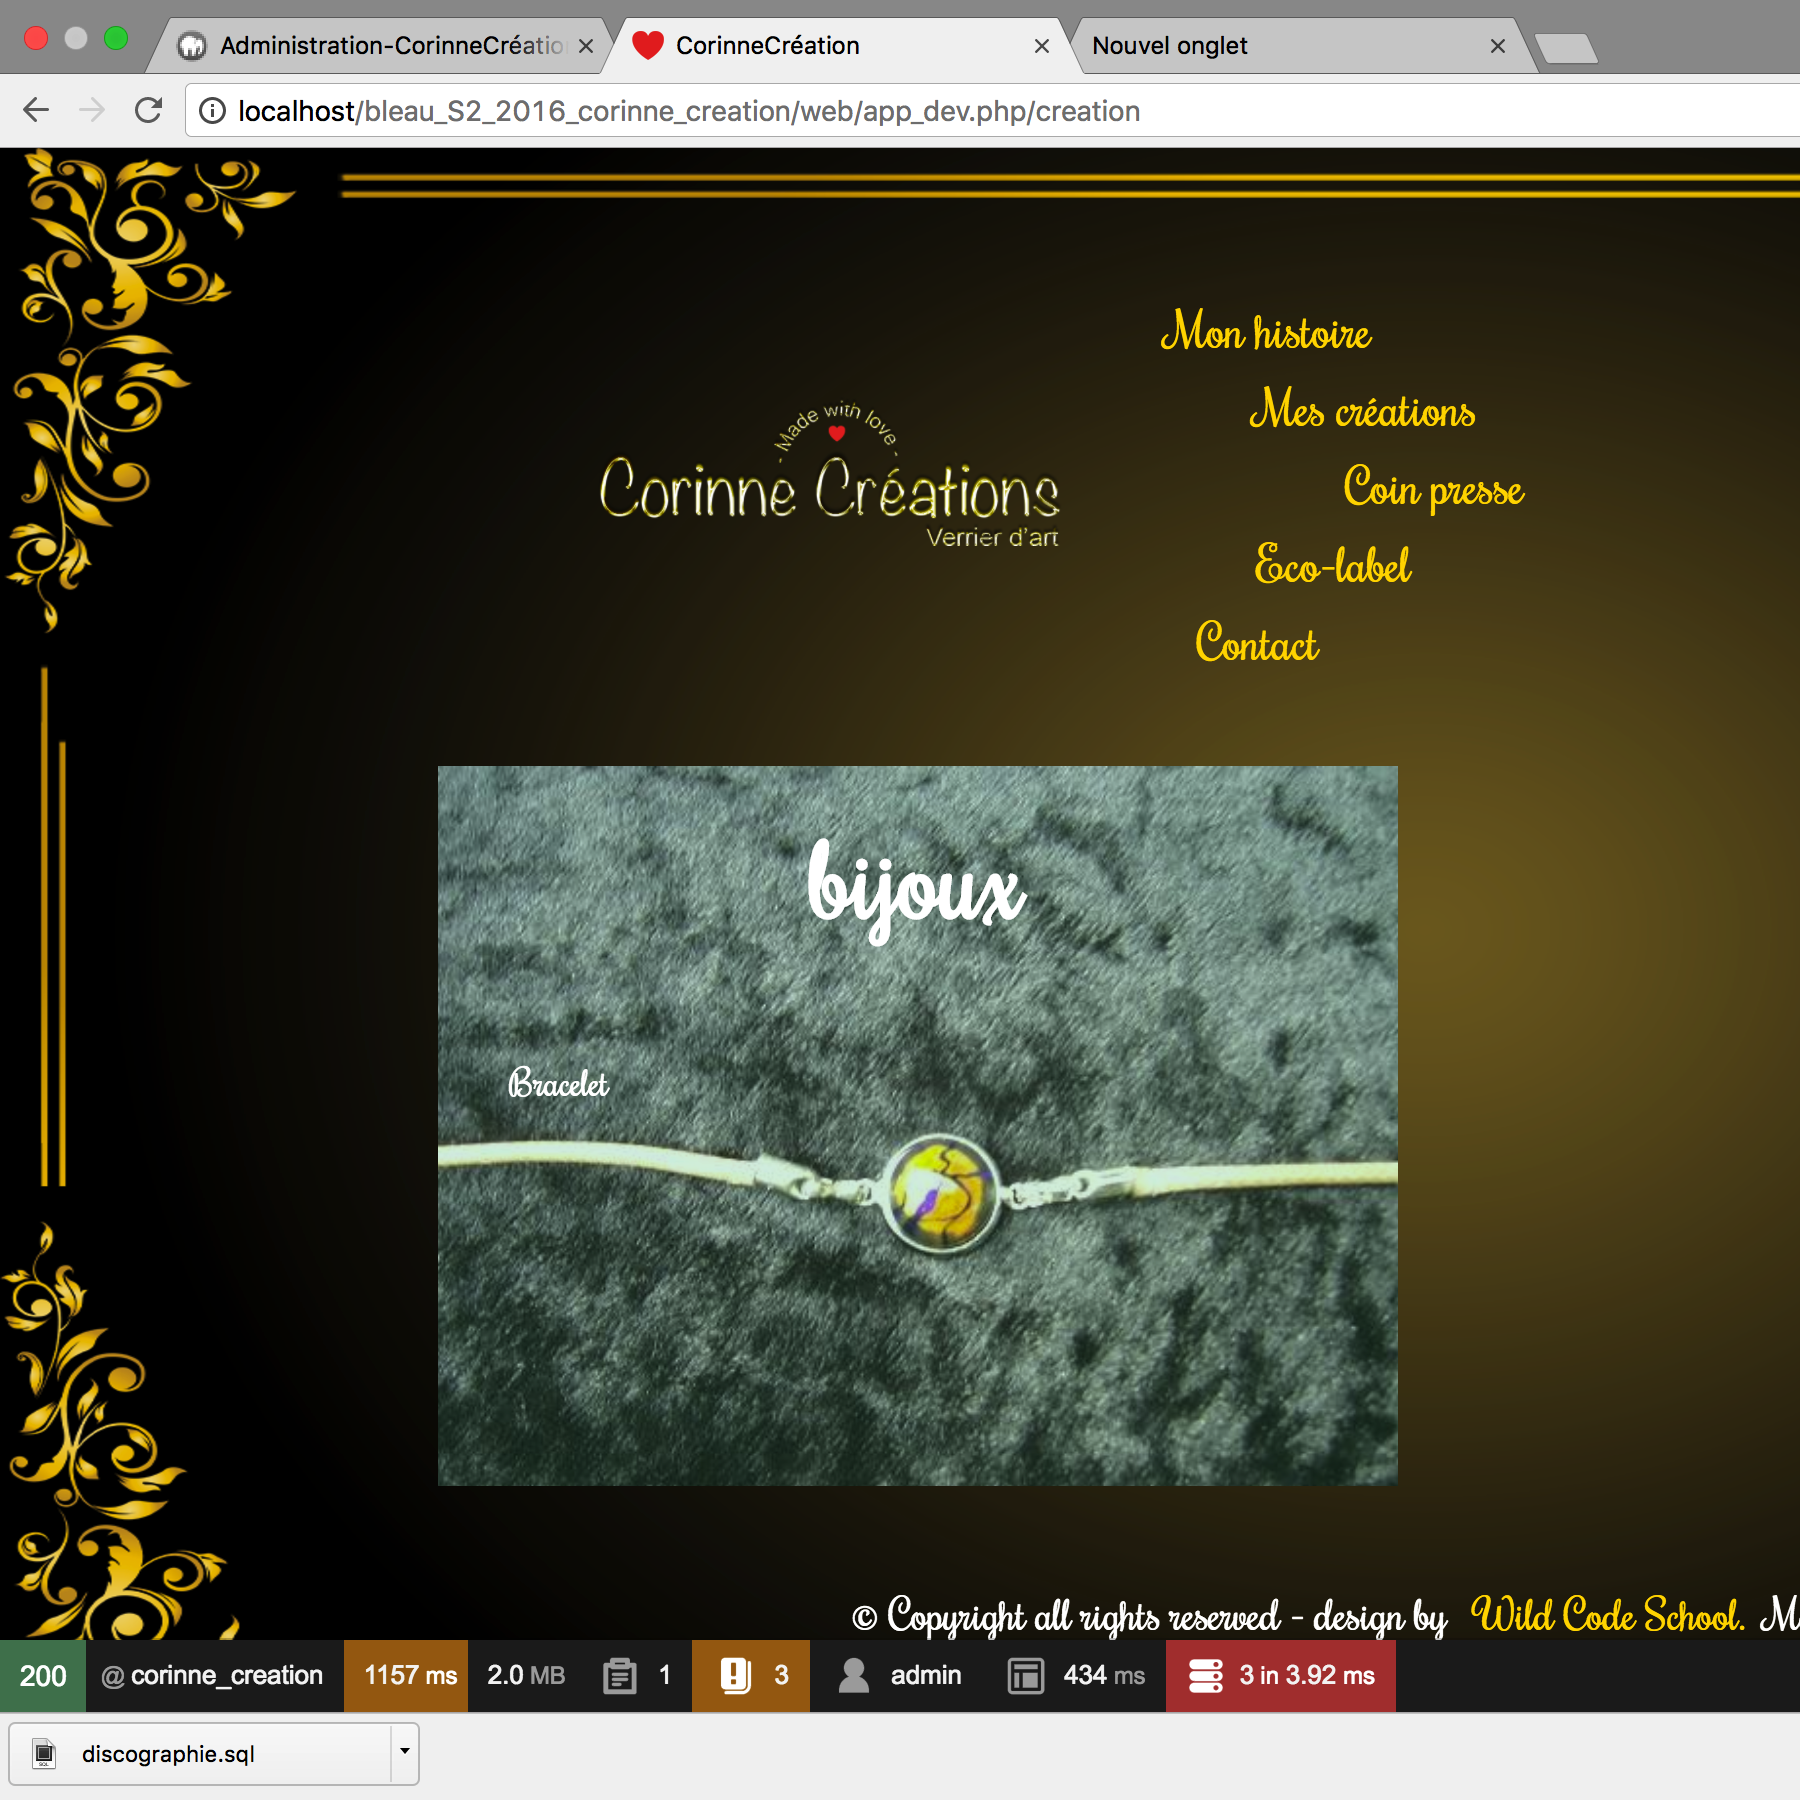 Administration-CorinneCréatio
CorinneCréation
Nouvel onglet
localhost/bleau_S2_2016_corinne_creation/web/app_dev.php/creation
Mon histoire
Mes créations
Coin presse
Eco-label
Contact
- Made with love -
Corinne Créations
Verrier d'art
bijoux
Bracelet
© Copyright all rights reserved - design by Wild Code School. M
200 @ corinne_creation 1157 ms 2.0 MB 1 3 admin 434 ms 3 in 3.92 ms
discographie.sql